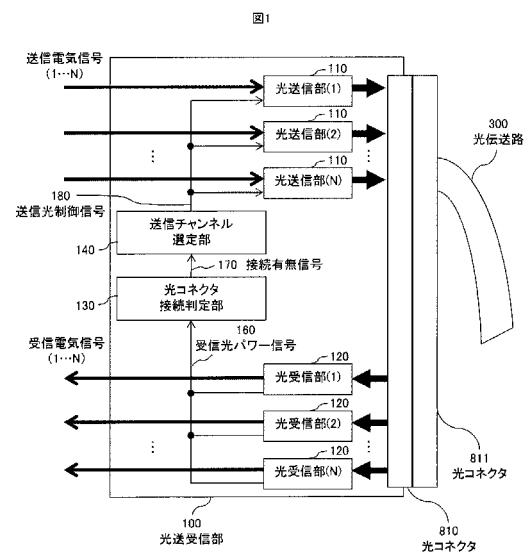 図1
送信電気信号
(1…N)
110
光送信部(1)
110
光送信部(2)
110
光送信部(N)
300
光伝送路
180
送信光制御信号
送信チャンネル
選定部
140
170 接続有無信号
光コネクタ
接続判定部
130
160
受信光パワー信号
受信電気信号
(1…N)
120
光受信部(1)
120
光受信部(2)
120
光受信部(N)
811
光コネクタ
100
光送受信部
810
光コネクタ